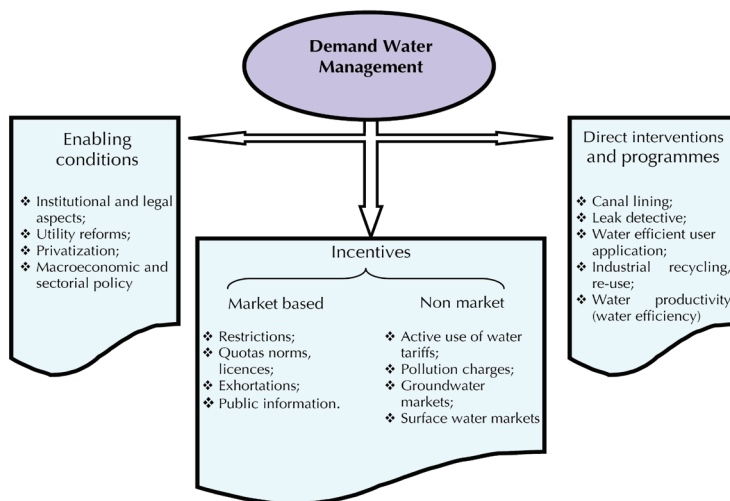 Demand Water
Management
Enabling
conditions
❖ Institutional and legal
aspects;
❖ Utility reforms;
❖ Privatization;
❖ Macroeconomic and
sectorial policy
Incentives
Market based
❖ Restrictions;
❖ Quotas norms,
licences;
❖ Exhortations;
❖ Public information.
Non market
❖ Active use of water
tariffs;
❖ Pollution charges;
❖ Groundwater
markets;
❖ Surface water markets
Direct interventions
and programmes
❖ Canal lining;
❖ Leak detective;
❖ Water efficient user
application;
❖ Industrial recycling,
re-use;
❖ Water productivity
(water efficiency)